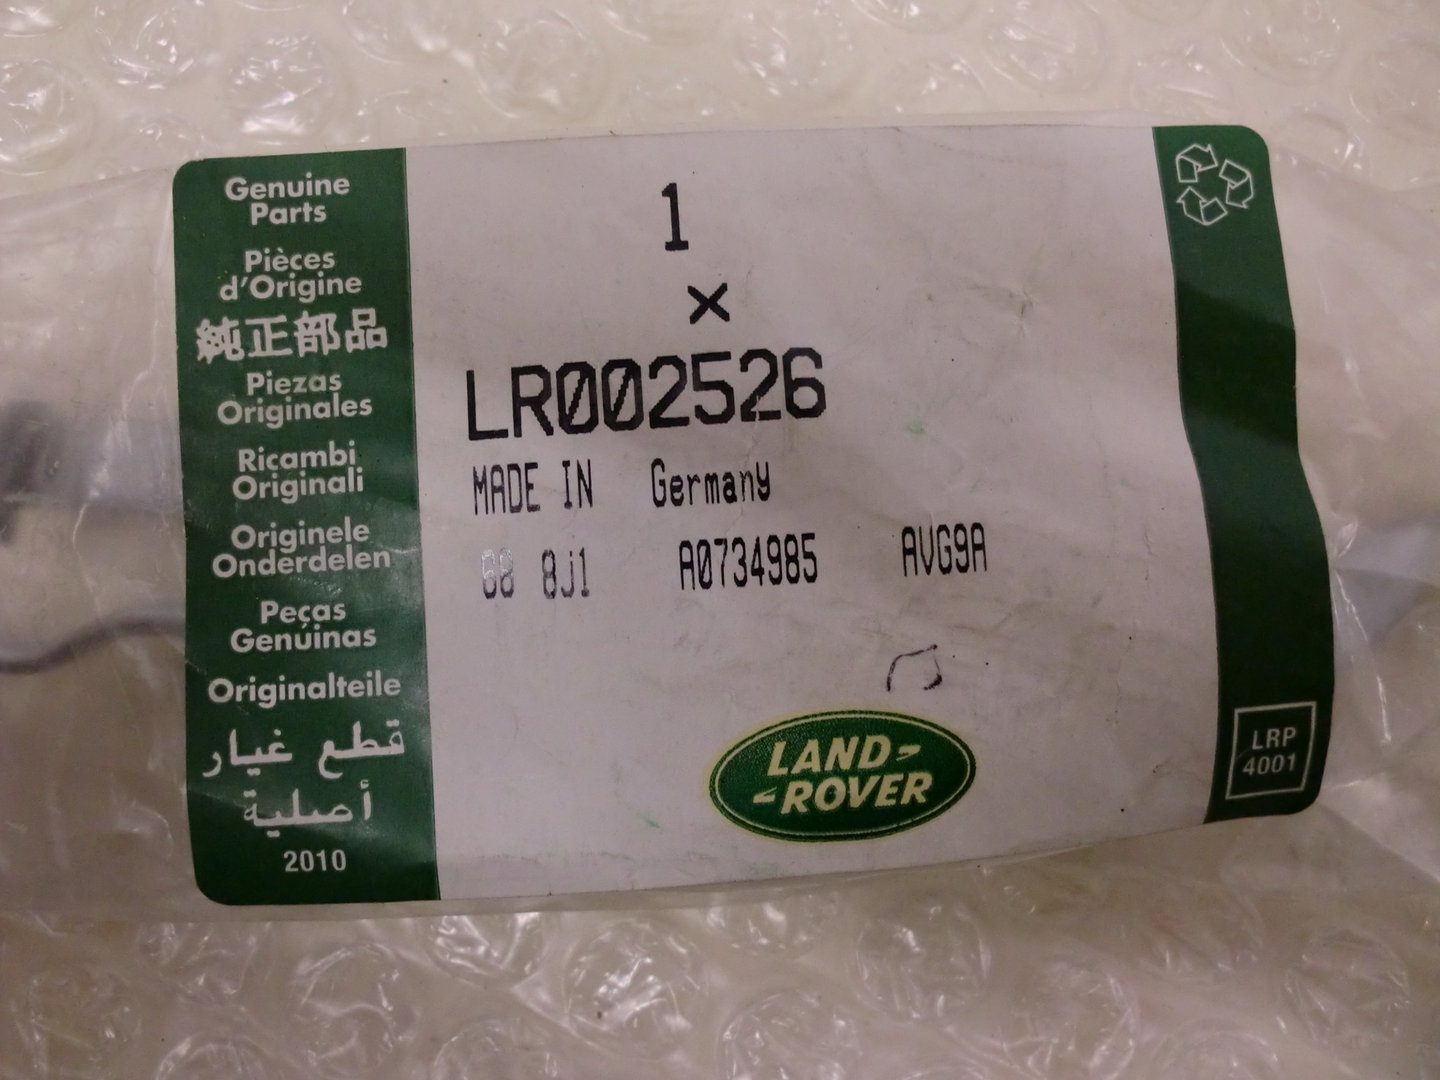 Genuine
Parts
Pièces
d'Origine
純正部品
Piezas
Originales
Ricambi
Originali
Originele
Onderdelen
Peças
Genuinas
Originalteile
قطع غيار
أصلية
2010
1
×
LR002526
MADE IN Germany
8J1 A0734985 AVG9A
LAND-
-ROVER
LRP
4001